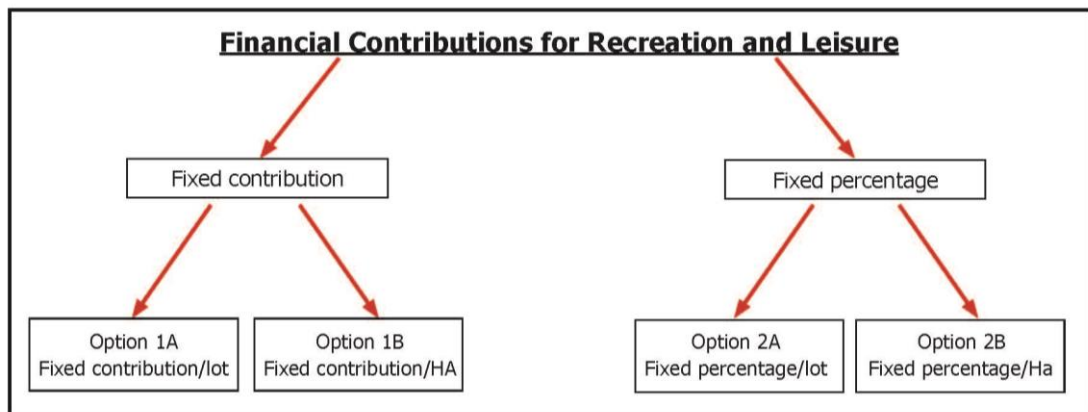 Financial Contributions for Recreation and Leisure
Fixed contribution
Fixed percentage
Option 1A
Fixed contribution/lot
Option 1B
Fixed contribution/HA
Option 2A
Fixed percentage/lot
Option 2B
Fixed percentage/Ha